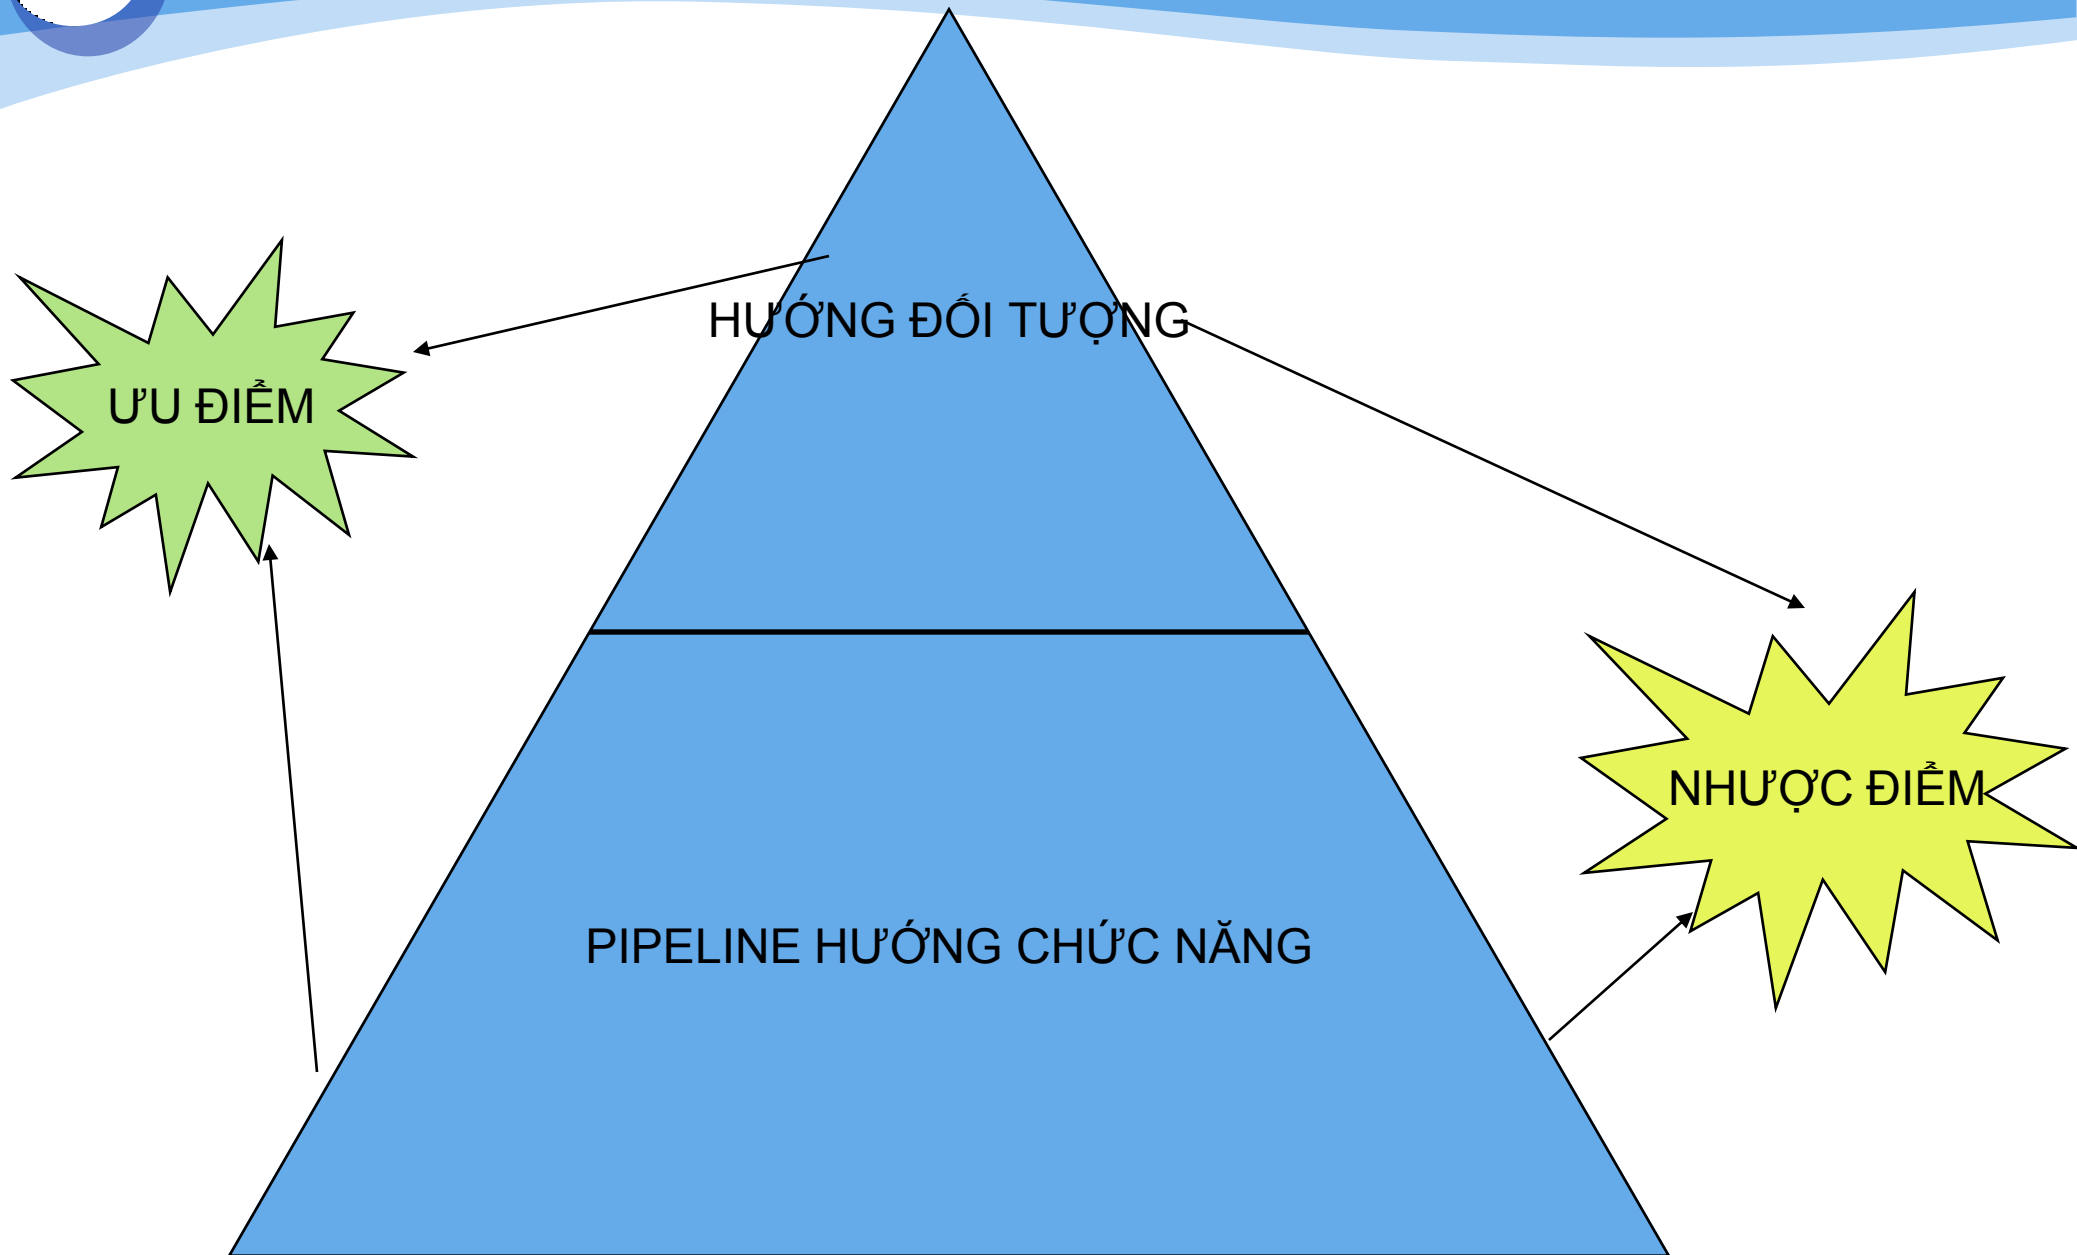 HƯỚNG ĐỐI TƯỢNG
ƯU ĐIỂM
NHƯỢC ĐIỂM
PIPELINE HƯỚNG CHỨC NĂNG